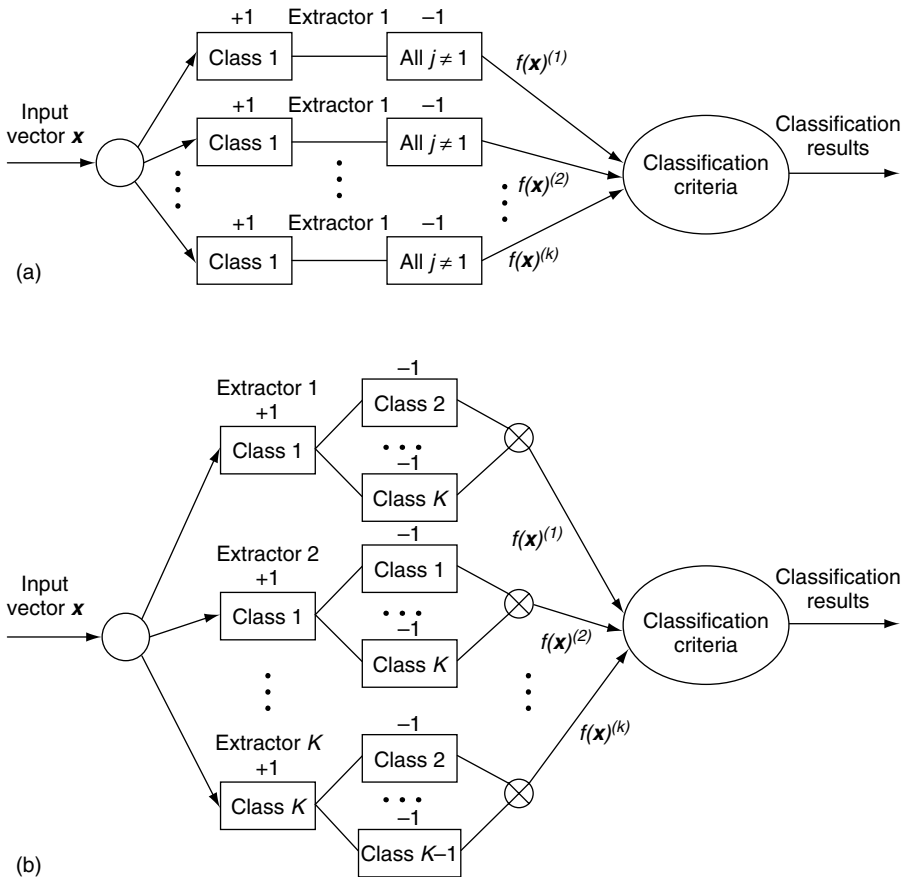 +1 Extractor 1 −1
Class 1 All j ≠ 1
f(x)^(1)
+1 Extractor 1 −1
Class 1 All j ≠ 1
f(x)^(2)
+1 Extractor 1 −1
Class 1 All j ≠ 1
f(x)^(k)
Input
vector x
Classification
criteria
Classification
results
(a)
Extractor 1
+1
Class 1
−1
Class 2
• • •
−1
Class K
f(x)^(1)
Extractor 2
+1
Class 1
−1
Class 1
• • •
−1
Class K
f(x)^(2)
Extractor K
+1
Class K
−1
Class 2
• • •
−1
Class K–1
f(x)^(k)
Input
vector x
Classification
criteria
Classification
results
(b)